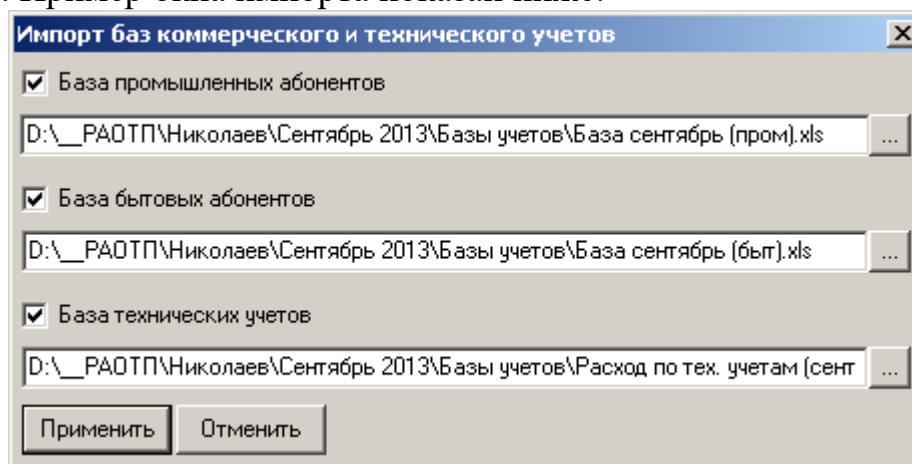 Импорт баз коммерческого и технического учетов
База промышленных абонентов
D:\__РАОТП\Николаев\Сентябрь 2013\Базы учетов\База сентябрь (пром).xls ...
База бытовых абонентов
D:\__РАОТП\Николаев\Сентябрь 2013\Базы учетов\База сентябрь (быт).xls ...
База технических учетов
D:\__РАОТП\Николаев\Сентябрь 2013\Базы учетов\Расход по тех. учетам (сент ...
Применить Отменить